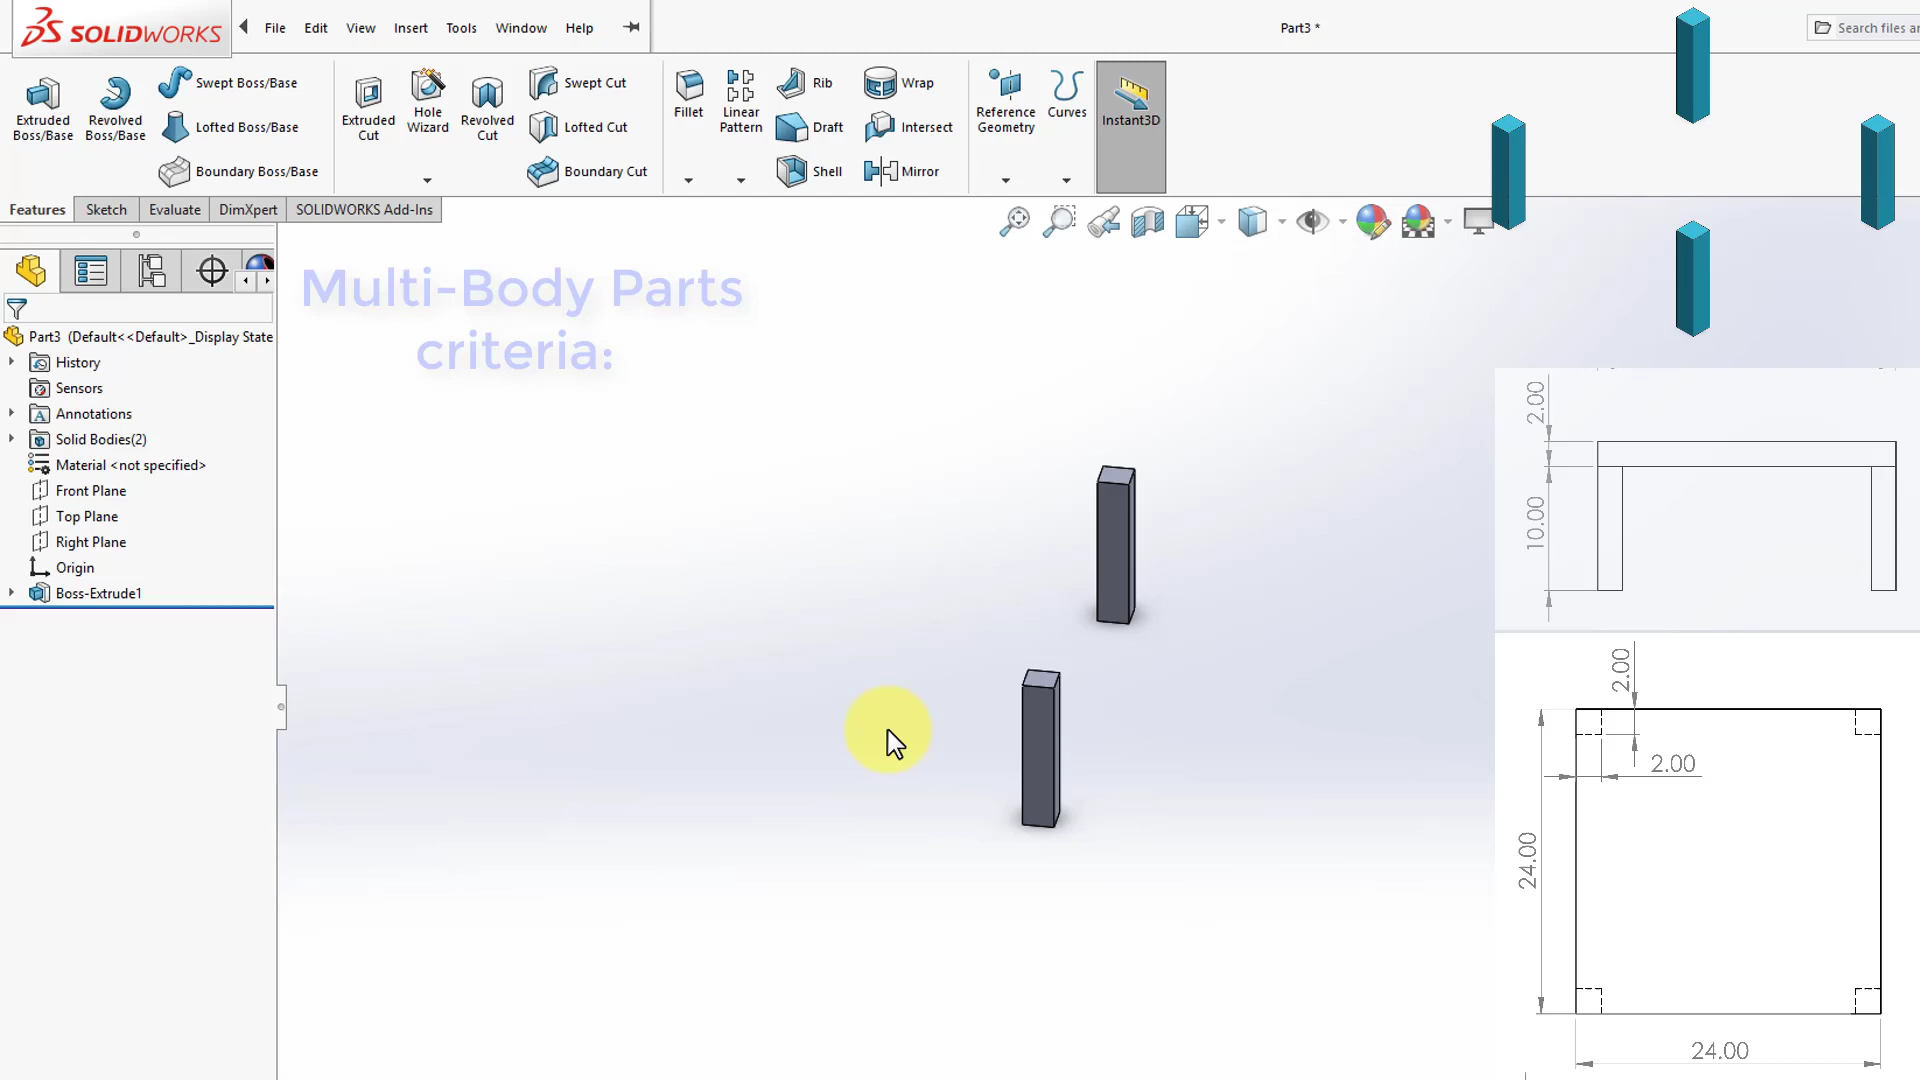 SOLIDWORKS
File Edit View Insert Tools Window Help
Part3 *
Search files an
Extruded Boss/Base
Revolved Boss/Base
Swept Boss/Base
Lofted Boss/Base
Boundary Boss/Base
Extruded Cut
Hole Wizard
Revolved Cut
Swept Cut
Lofted Cut
Boundary Cut
Fillet
Linear Pattern
Rib
Draft
Shell
Wrap
Intersect
Mirror
Reference Geometry
Curves
Instant3D
Features Sketch Evaluate DimXpert SOLIDWORKS Add-Ins
Part3 (Default<<Default>_Display State
History
Sensors
Annotations
Solid Bodies(2)
Material <not specified>
Front Plane
Top Plane
Right Plane
Origin
Boss-Extrude1
Multi-Body Parts
criteria:
2.00
10.00
2.00
2.00
24.00
24.00